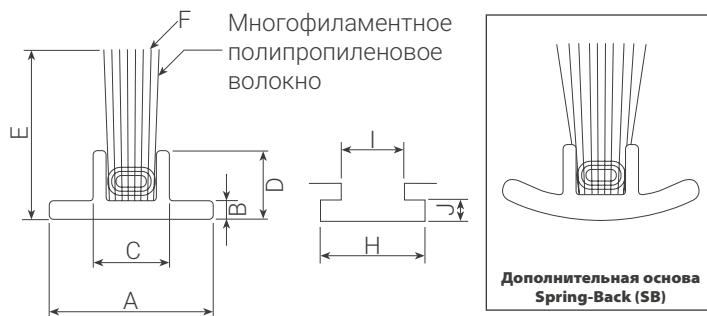 F
Многофиламентное
полипропиленовое
волокно
E
D
B
C
A
I
J
H
Дополнительная основа
Spring-Back (SB)